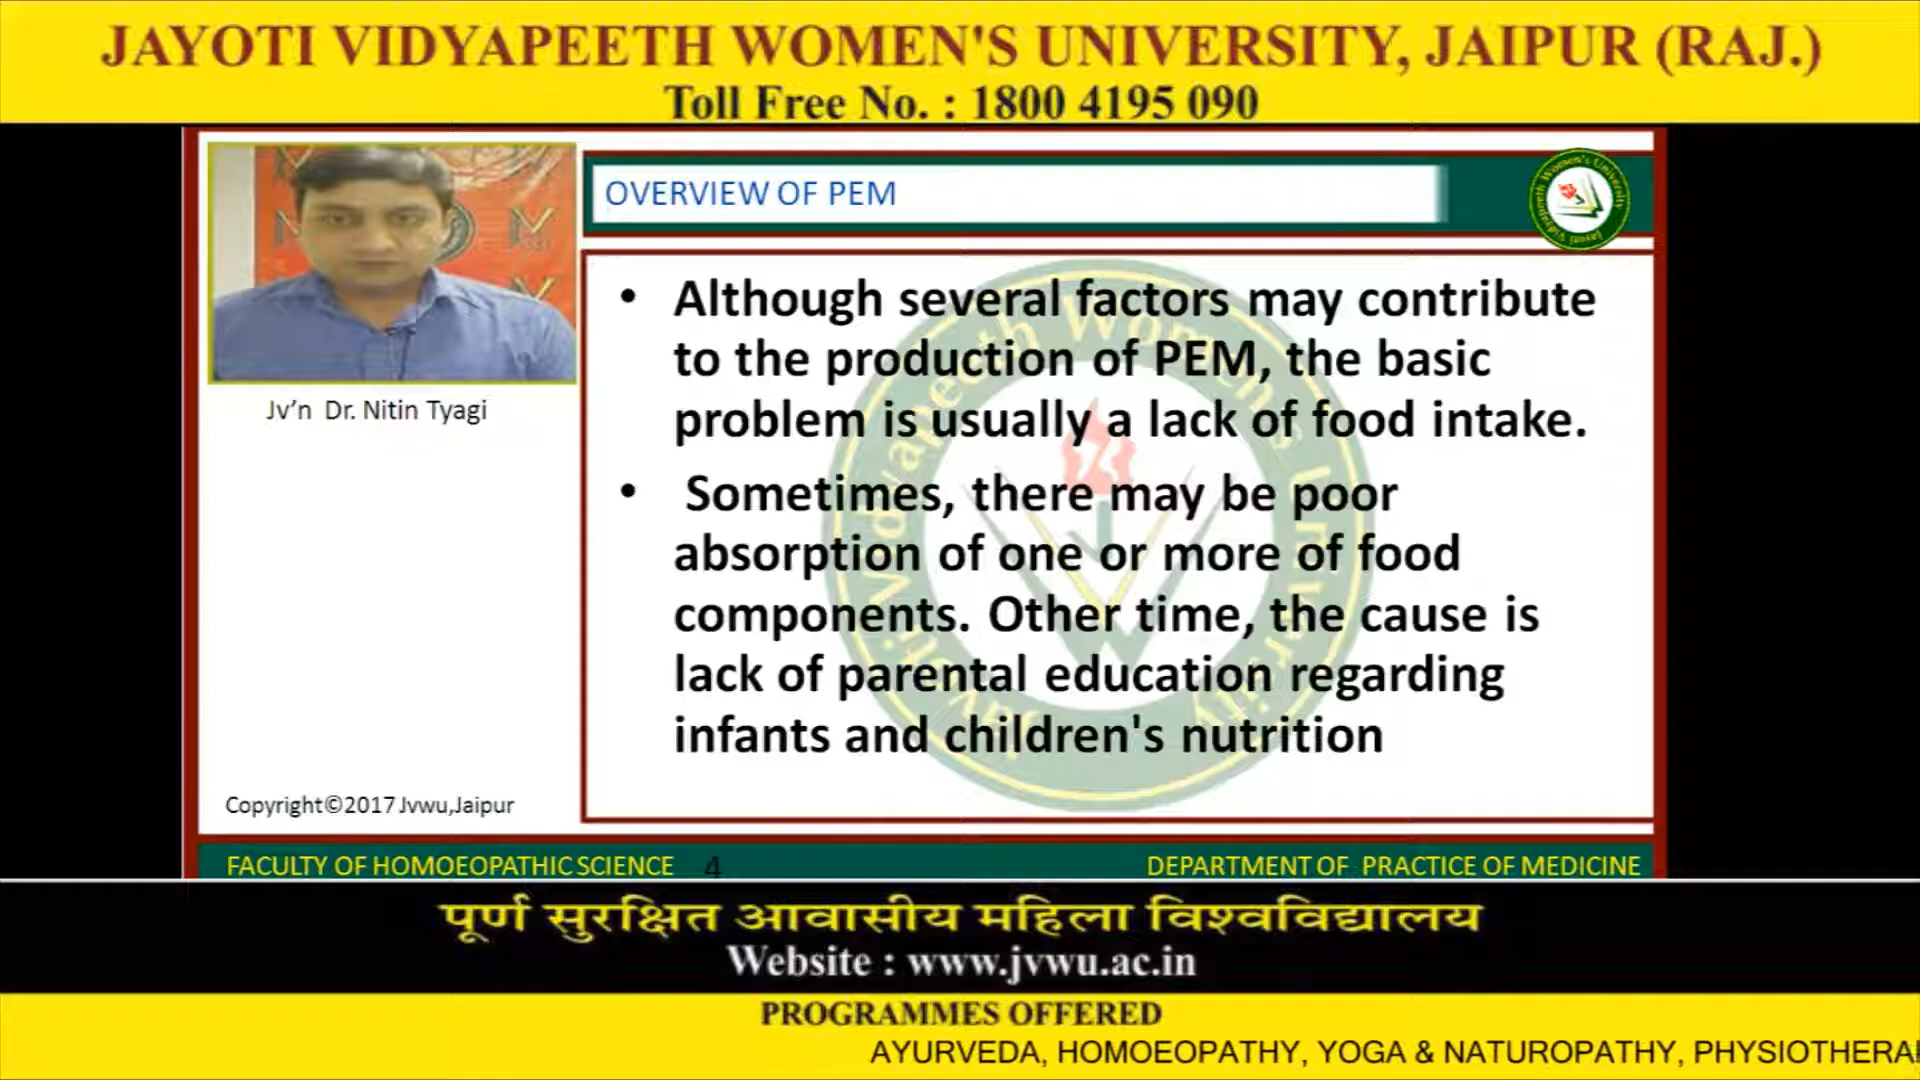 JAYOTI VIDYAPEETH WOMEN'S UNIVERSITY, JAIPUR (RAJ.)
Toll Free No. : 1800 4195 090
OVERVIEW OF PEM
Jv’n Dr. Nitin Tyagi
• Although several factors may contribute
to the production of PEM, the basic
problem is usually a lack of food intake.
• Sometimes, there may be poor
absorption of one or more of food
components. Other time, the cause is
lack of parental education regarding
infants and children's nutrition
Copyright©2017 Jvwu,Jaipur
FACULTY OF HOMOEOPATHIC SCIENCE 4 DEPARTMENT OF PRACTICE OF MEDICINE
पूर्ण सुरक्षित आवासीय महिला विश्वविद्यालय
Website : www.jvwu.ac.in
PROGRAMMES OFFERED
AYURVEDA, HOMOEOPATHY, YOGA & NATUROPATHY, PHYSIOTHERA